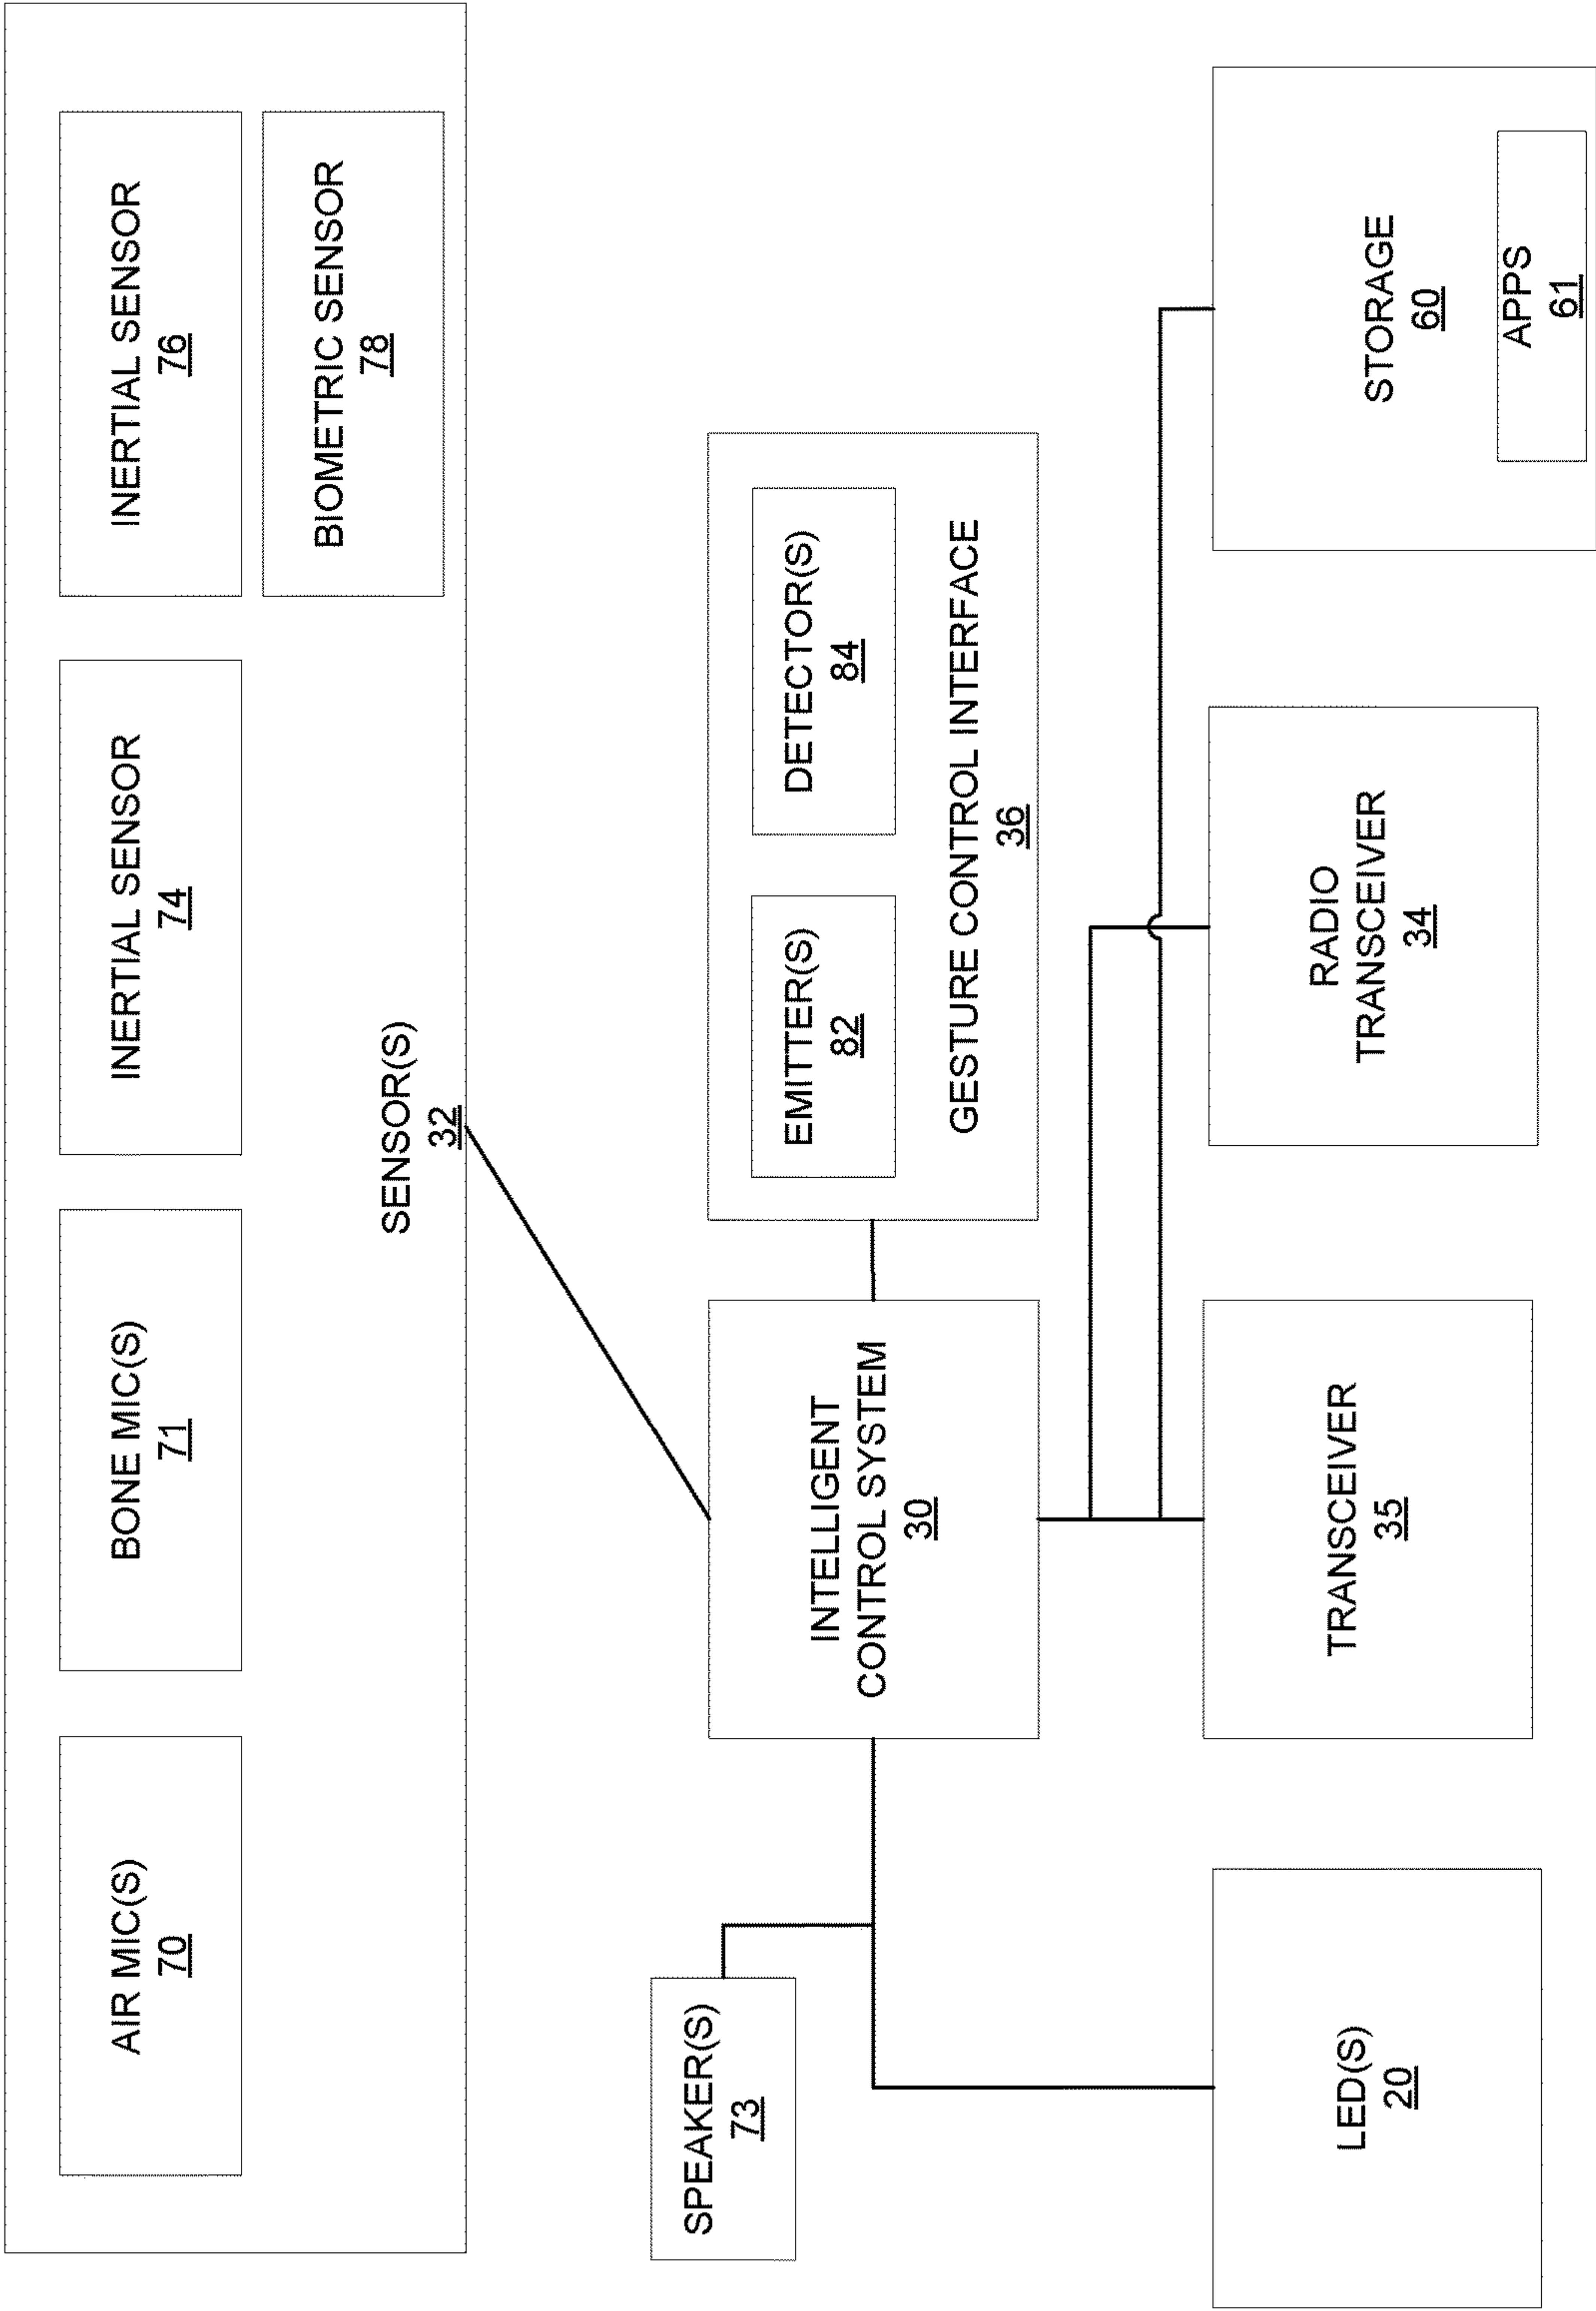 AIR MIC(S)
70
BONE MIC(S)
71
INERTIAL SENSOR
74
INERTIAL SENSOR
76
BIOMETRIC SENSOR
78
SENSOR(S)
32
SPEAKER(S)
73
INTELLIGENT
CONTROL SYSTEM
30
EMITTER(S)
82
DETECTOR(S)
84
GESTURE CONTROL INTERFACE
36
LED(S)
20
TRANSCEIVER
35
RADIO
TRANSCEIVER
34
STORAGE
60
APPS
61